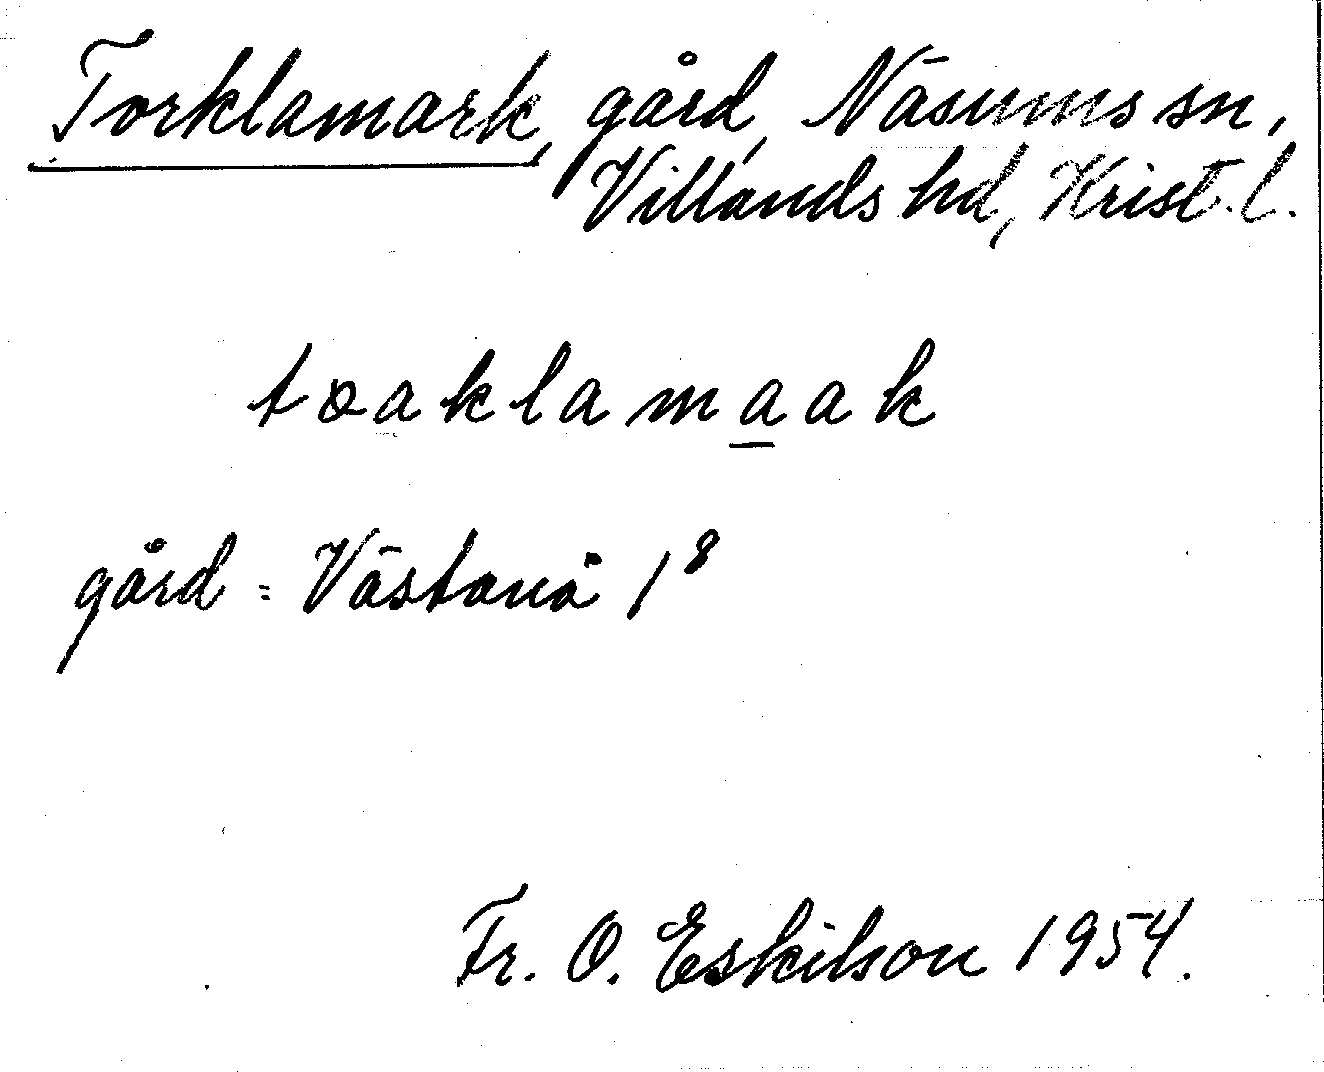 Torklamark, gård, Näsums sn,
Villands hd, Krist. l.
toaklamaak
gård = Västanå 1⁸
Fr. O. Eskilson 1954.